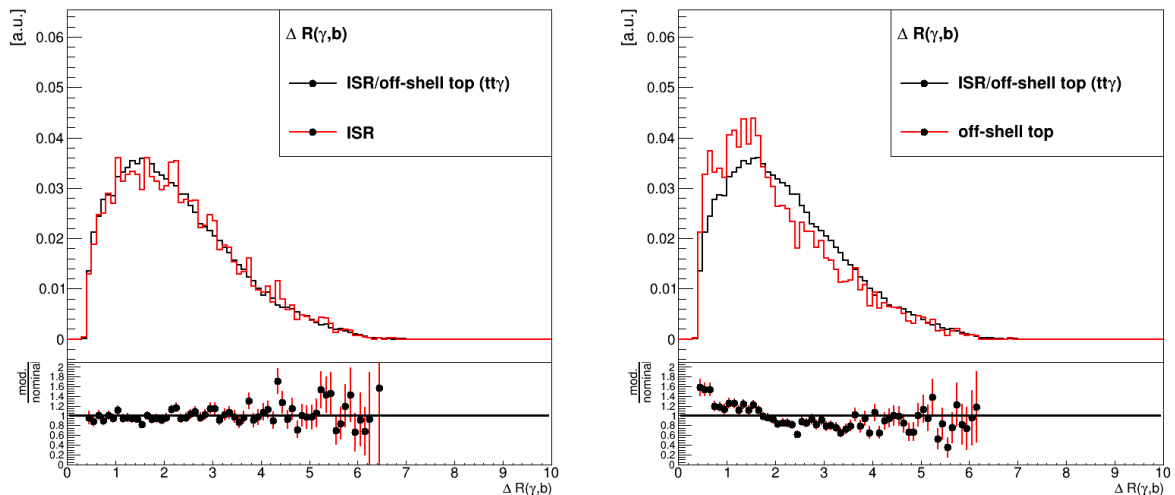 [a.u.]
0.06
0.05
0.04
0.03
0.02
0.01
0
Δ R(γ,b)
ISR/off-shell top (ttγ)
ISR
mod.
nominal
2
1.8
1.6
1.4
1.2
1
0.8
0.6
0.4
0.2
0
0 1 2 3 4 5 6 7 8 9 10
Δ R(γ,b)
[a.u.]
0.06
0.05
0.04
0.03
0.02
0.01
0
Δ R(γ,b)
ISR/off-shell top (ttγ)
off-shell top
mod.
nominal
2
1.8
1.6
1.4
1.2
1
0.8
0.6
0.4
0.2
0
0 1 2 3 4 5 6 7 8 9 10
Δ R(γ,b)